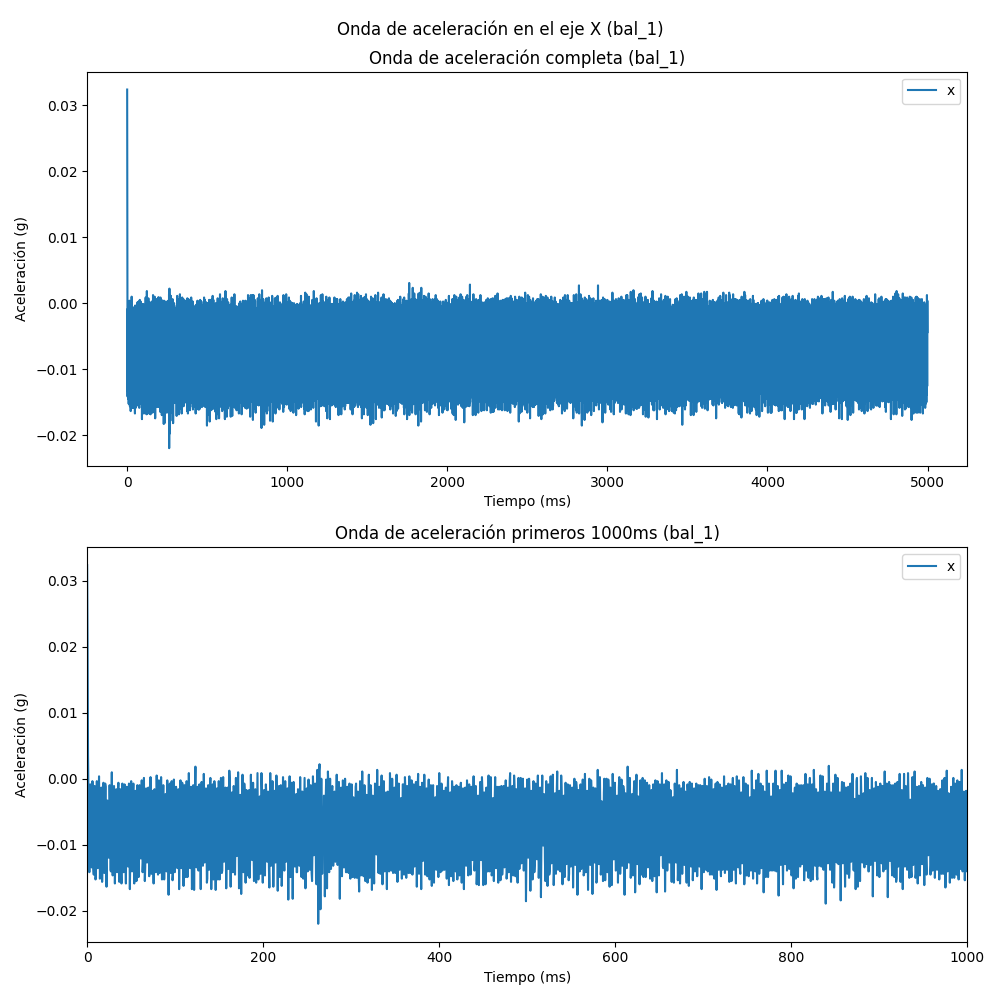 Onda de aceleración en el eje X (bal_1)
Onda de aceleración completa (bal_1)
x
0.03
0.02
0.01
0.00
−0.01
−0.02
Aceleración (g)
0 1000 2000 3000 4000 5000
Tiempo (ms)
Onda de aceleración primeros 1000ms (bal_1)
x
0.03
0.02
0.01
0.00
−0.01
−0.02
Aceleración (g)
0 200 400 600 800 1000
Tiempo (ms)